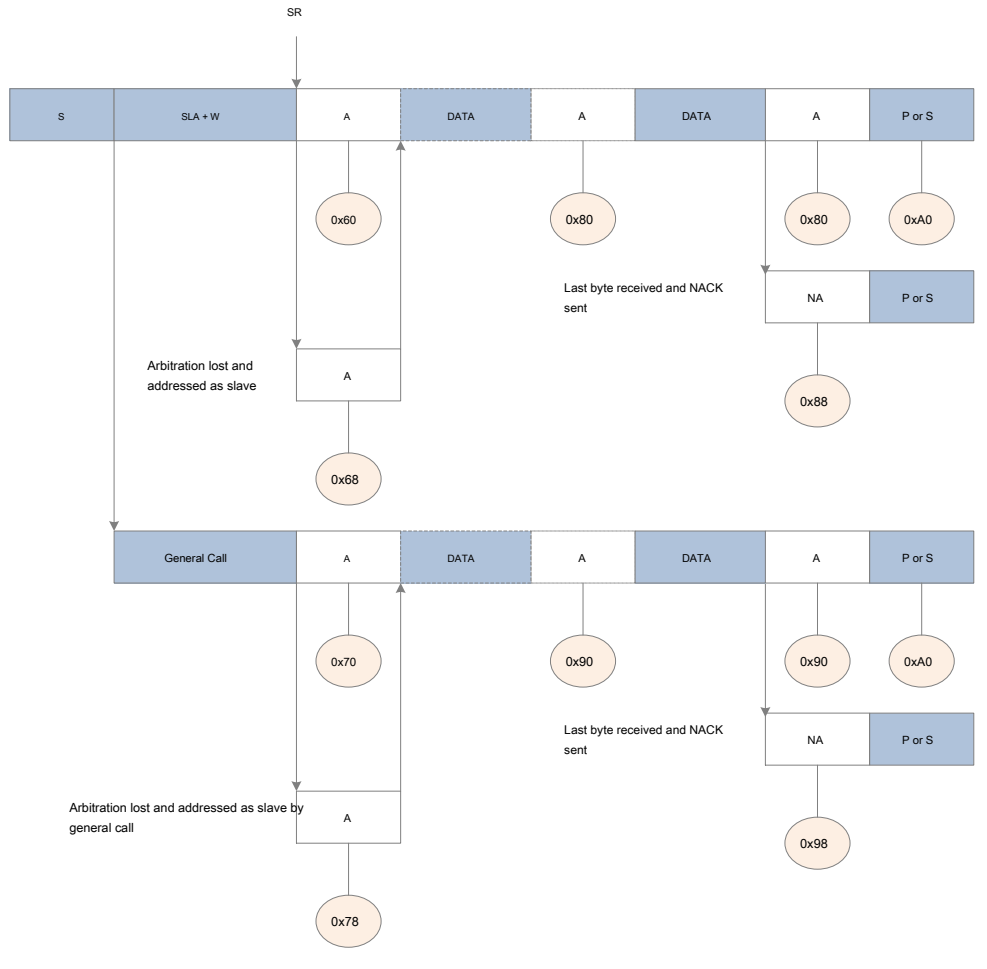 SR
S
SLA + W
A
DATA
A
DATA
A
P or S
0x60
0x80
0x80
0xA0
Last byte received and NACK
sent
NA
P or S
Arbitration lost and
addressed as slave
A
0x88
0x68
General Call
A
DATA
A
DATA
A
P or S
0x70
0x90
0x90
0xA0
Last byte received and NACK
sent
NA
P or S
Arbitration lost and addressed as slave by
general call
A
0x98
0x78